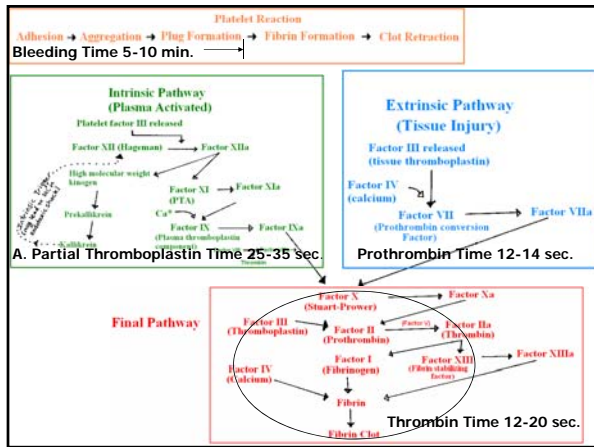 Platelet Reaction
Adhesion → Aggregation → Plug Formation → Fibrin Formation → Clot Retraction
Bleeding Time 5-10 min.
Intrinsic Pathway
(Plasma Activated)
Platelet factor III released
Factor XII (Hageman)
Factor XIIa
High molecular weight
kinogen
Factor XI
(PTA)
Factor XIa
Prekallikrein
Factor IX
(Plasma thromboplastin
component)
Factor IXa
Kallikrein
A. Partial Thromboplastin Time 25-35 sec.
Extrinsic Pathway
(Tissue Injury)
Factor III released
(tissue thromboplastin)
Factor IV
(calcium)
Factor VII
(Prothrombin conversion
Factor)
Factor VIIa
Prothrombin Time 12-14 sec.
Final Pathway
Factor X
(Stuart-Prower)
Factor Xa
Factor III
(Thromboplastin)
Factor II
(Prothrombin)
(Factor V)
Factor IIa
(Thrombin)
Factor I
(Fibrinogen)
Factor XIII
(Fibin stabilizing
factor)
Factor XIIIa
Factor IV
(Calcium)
Fibrin
Fibrin Clot
Thrombin Time 12-20 sec.